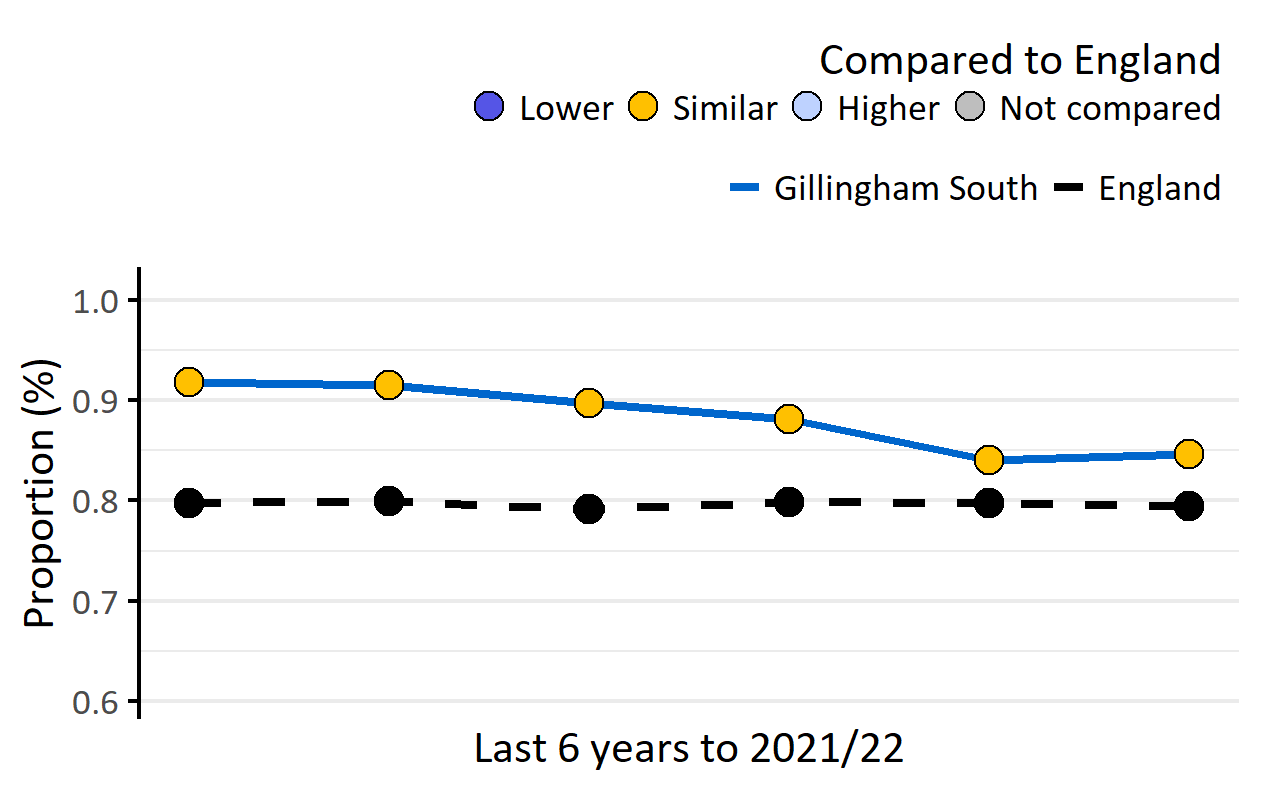 Compared to England
Lower Similar Higher Not compared
Gillingham South England
1.0
0.9
0.8
0.7
0.6
Proportion (%)
Last 6 years to 2021/22